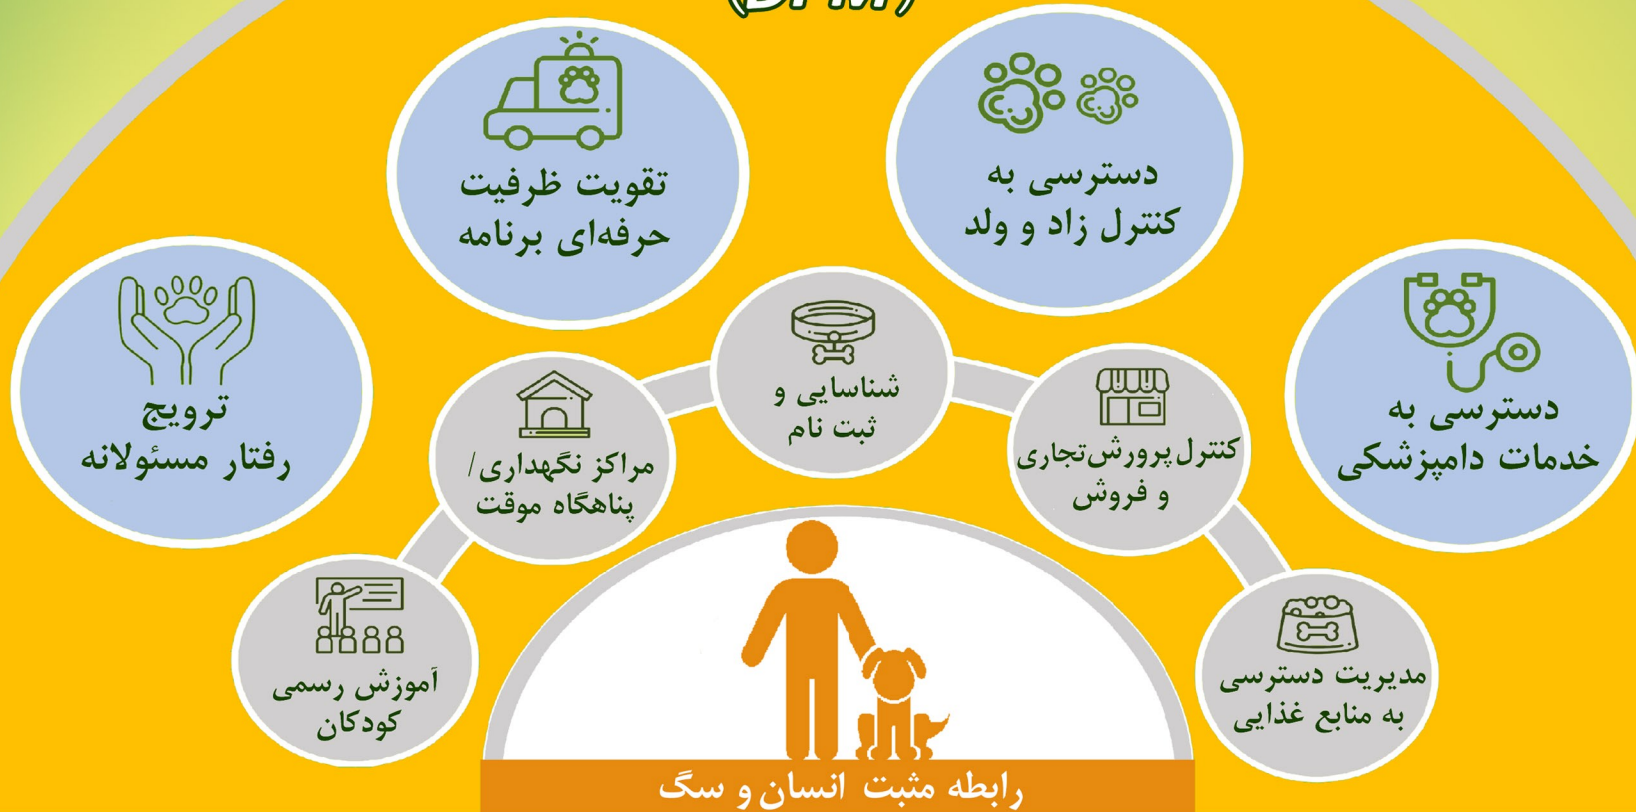 (DPM)
تقویت ظرفیت
حرفه‌ای برنامه
دسترسی به
کنترل زاد و ولد
ترویج
رفتار مسئولانه
دسترسی به
خدمات دامپزشکی
شناسایی و
ثبت نام
مراکز نگهداری/
پناهگاه موقت
کنترل پرورش تجاری
و فروش
آموزش رسمی
کودکان
مدیریت دسترسی
به منابع غذایی
رابطه مثبت انسان و سگ